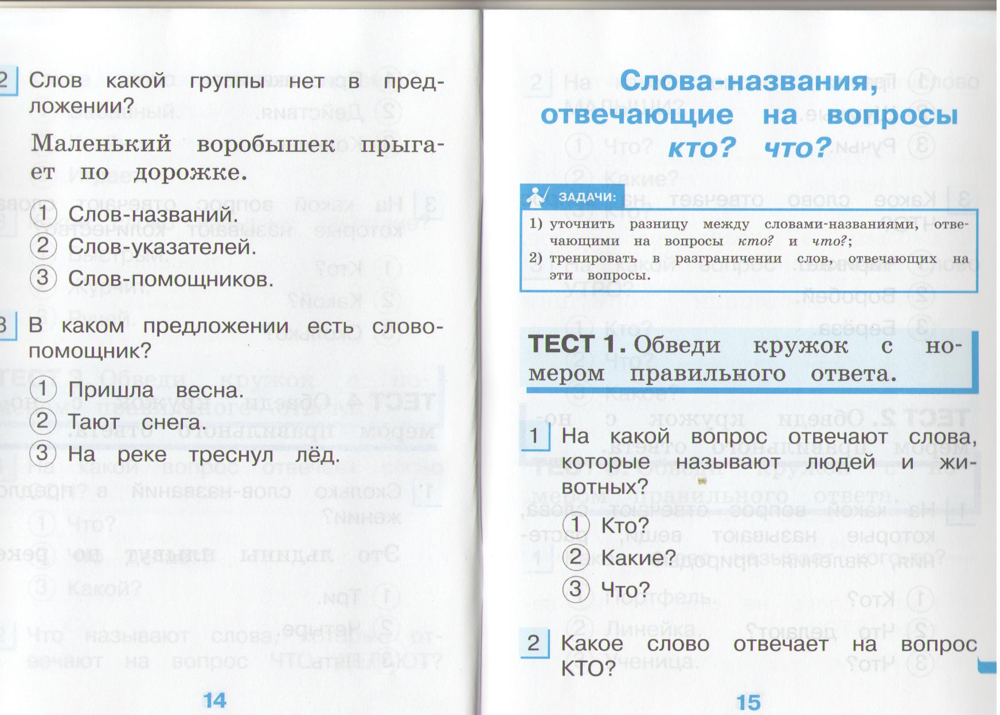 2 Слов какой группы нет в пред-
ложении?
Маленький воробышек прыга-
ет по дорожке.
1 Слов-названий.
2 Слов-указателей.
3 Слов-помощников.
3 В каком предложении есть слово-
помощник?
1 Пришла весна.
2 Тают снега.
3 На реке треснул лёд.
14
Слова-названия,
отвечающие на вопросы
кто? что?
ЗАДАЧИ:
1) уточнить разницу между словами-названиями, отве-
чающими на вопросы кто? и что?;
2) тренировать в разграничении слов, отвечающих на
эти вопросы.
ТЕСТ 1. Обведи кружок с но-
мером правильного ответа.
1 На какой вопрос отвечают слова,
которые называют людей и жи-
вотных?
1 Кто?
2 Какие?
3 Что?
2 Какое слово отвечает на вопрос
КТО?
15